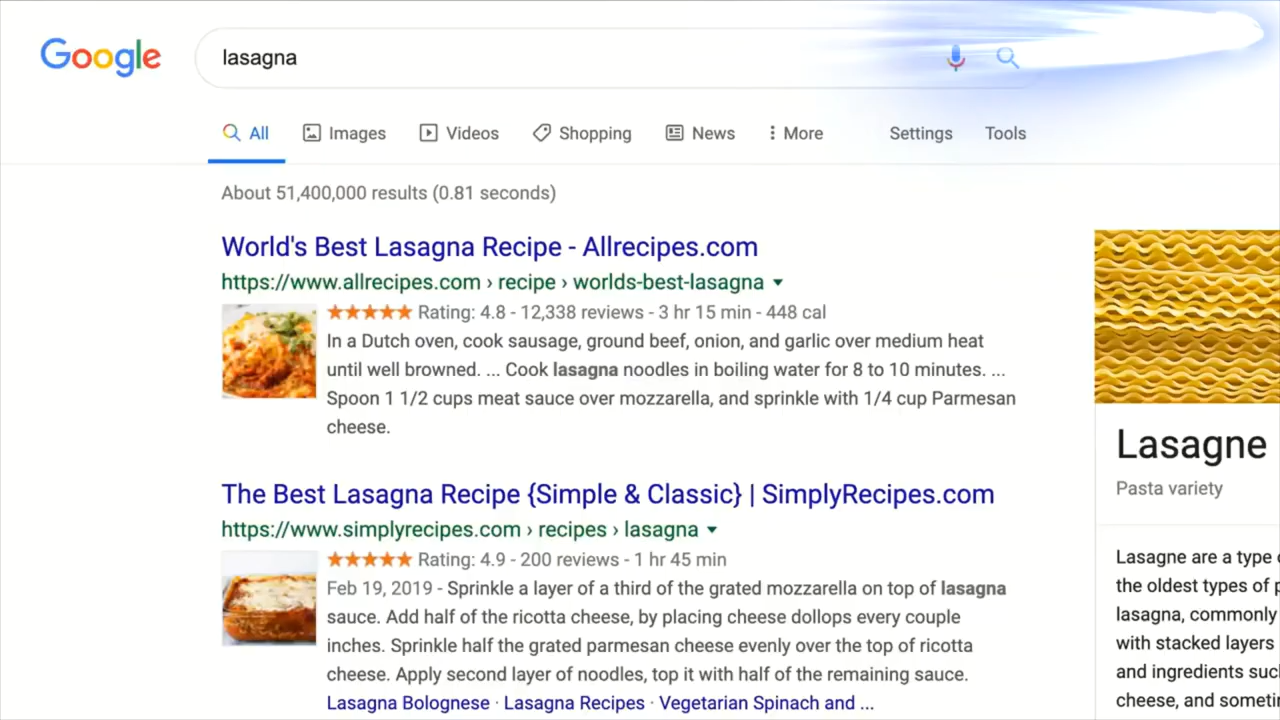 Google
lasagna
All Images Videos Shopping News More Settings Tools
About 51,400,000 results (0.81 seconds)
World's Best Lasagna Recipe - Allrecipes.com
https://www.allrecipes.com › recipe › worlds-best-lasagna
Rating: 4.8 - 12,338 reviews - 3 hr 15 min - 448 cal
In a Dutch oven, cook sausage, ground beef, onion, and garlic over medium heat
until well browned. ... Cook lasagna noodles in boiling water for 8 to 10 minutes. ...
Spoon 1 1/2 cups meat sauce over mozzarella, and sprinkle with 1/4 cup Parmesan
cheese.
The Best Lasagna Recipe {Simple & Classic} | SimplyRecipes.com
https://www.simplyrecipes.com › recipes › lasagna
Rating: 4.9 - 200 reviews - 1 hr 45 min
Feb 19, 2019 - Sprinkle a layer of a third of the grated mozzarella on top of lasagna
sauce. Add half of the ricotta cheese, by placing cheese dollops every couple
inches. Sprinkle half the grated parmesan cheese evenly over the top of ricotta
cheese. Apply second layer of noodles, top it with half of the remaining sauce.
Lasagna Bolognese · Lasagna Recipes · Vegetarian Spinach and ...
Lasagne
Pasta variety
Lasagne are a type
the oldest types of
lasagna, commonly
with stacked layers
and ingredients
cheese, and